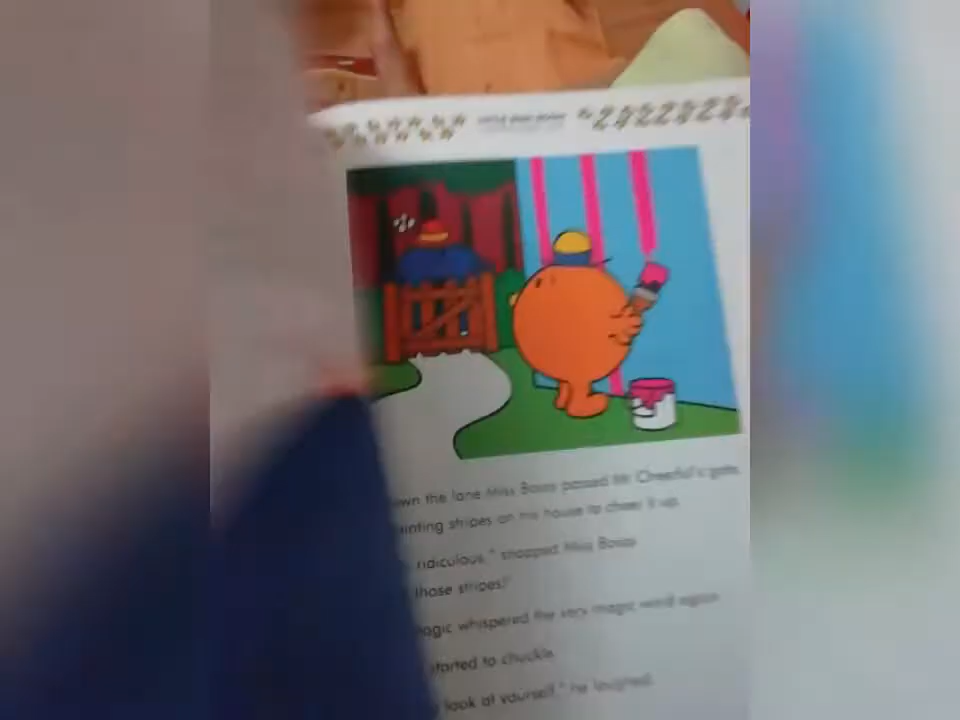 own the lane Miss Bossy passed Mr Cheerful's gate.
ainting stripes on his house to cheer it up.
ridiculous," snapped Miss Bossy.
those stripes!"
agic whispered the very magic word again.
started to chuckle.
look at yourself," he laughed.